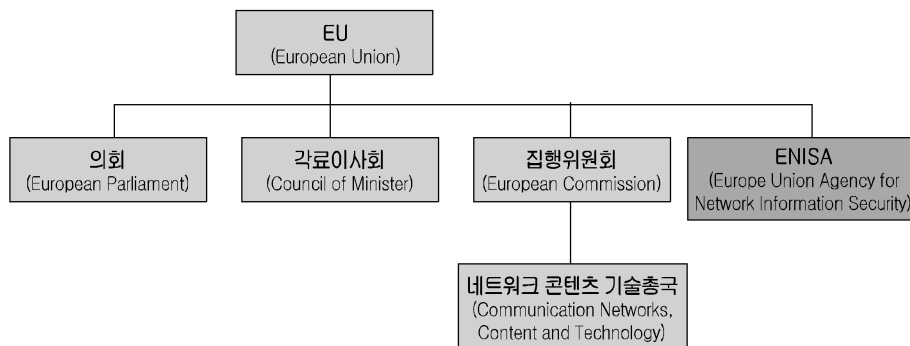 EU
(European Union)
의회
(European Parliament)
각료이사회
(Council of Minister)
집행위원회
(European Commission)
ENISA
(Europe Union Agency for
Network Information Security)
네트워크 콘텐츠 기술총국
(Communication Networks,
Content and Technology)